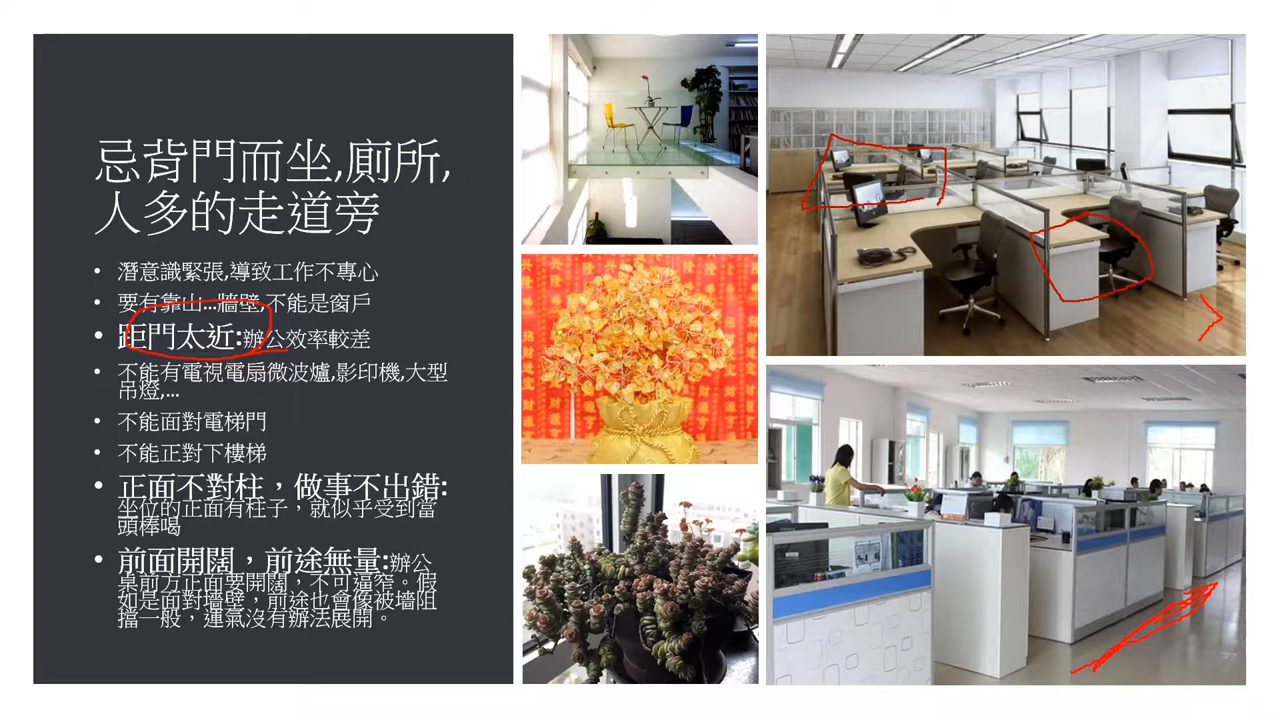 忌背門而坐,廁所,
人多的走道旁
• 潛意識緊張,導致工作不專心
• 要有靠山...牆壁,不能是窗戶
• 距門太近:辦公效率較差
• 不能有電視電扇微波爐,影印機,大型
吊燈,...
• 不能面對電梯門
• 不能正對下樓梯
• 正面不對柱，做事不出錯:
坐位的正面有柱子，就似乎受到當
頭棒喝
• 前面開闊，前途無量:辦公
桌前方正面要開闊，不可逼窄。假
如是面對墻壁，前途也會像被墻阻
擋一般，運氣沒有辦法展開。